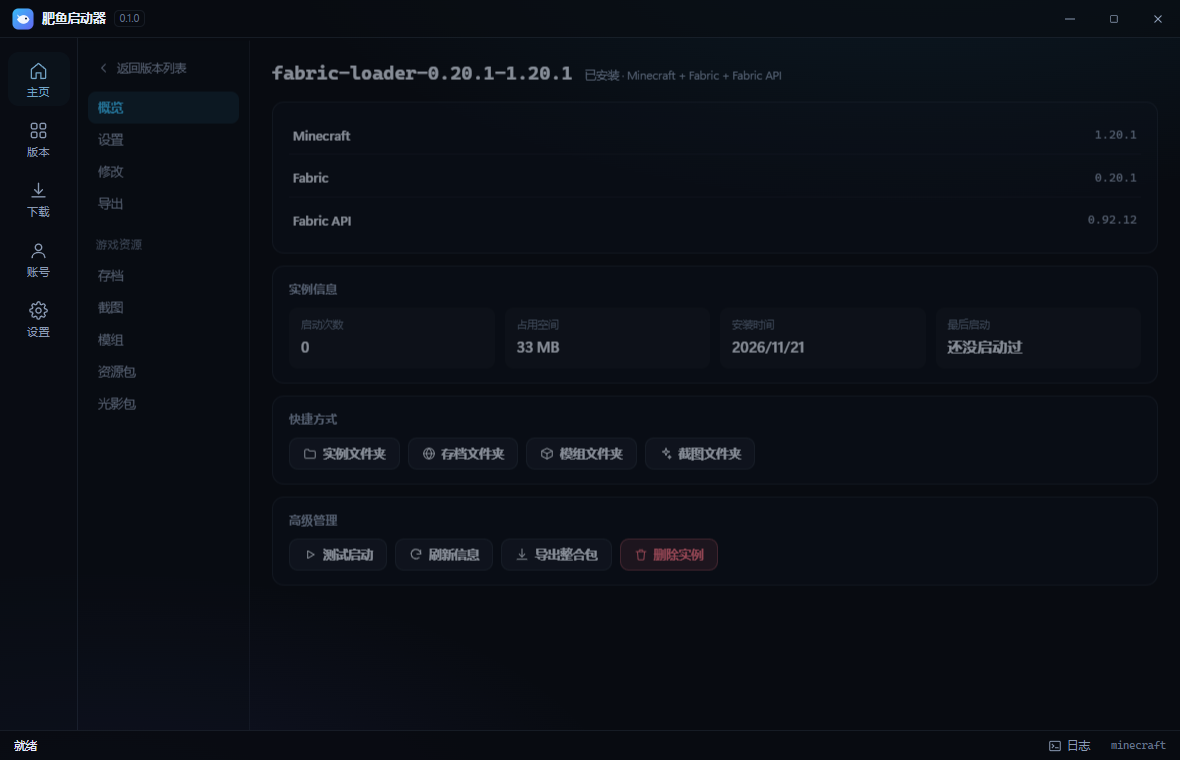 肥鱼启动器 0.1.0
主页
版本
下载
账号
设置
返回版本列表
概览
设置
修改
导出
游戏资源
存档
截图
模组
资源包
光影包
fabric-loader-0.20.1-1.20.1 已安装 · Minecraft + Fabric + Fabric API
Minecraft 1.20.1
Fabric 0.20.1
Fabric API 0.92.12
实例信息
启动次数 占用空间 安装时间 最后启动
0 33 MB 2026/11/21 还没启动过
快捷方式
实例文件夹 存档文件夹 模组文件夹 截图文件夹
高级管理
测试启动 刷新信息 导出整合包 删除实例
就绪 日志 minecraft